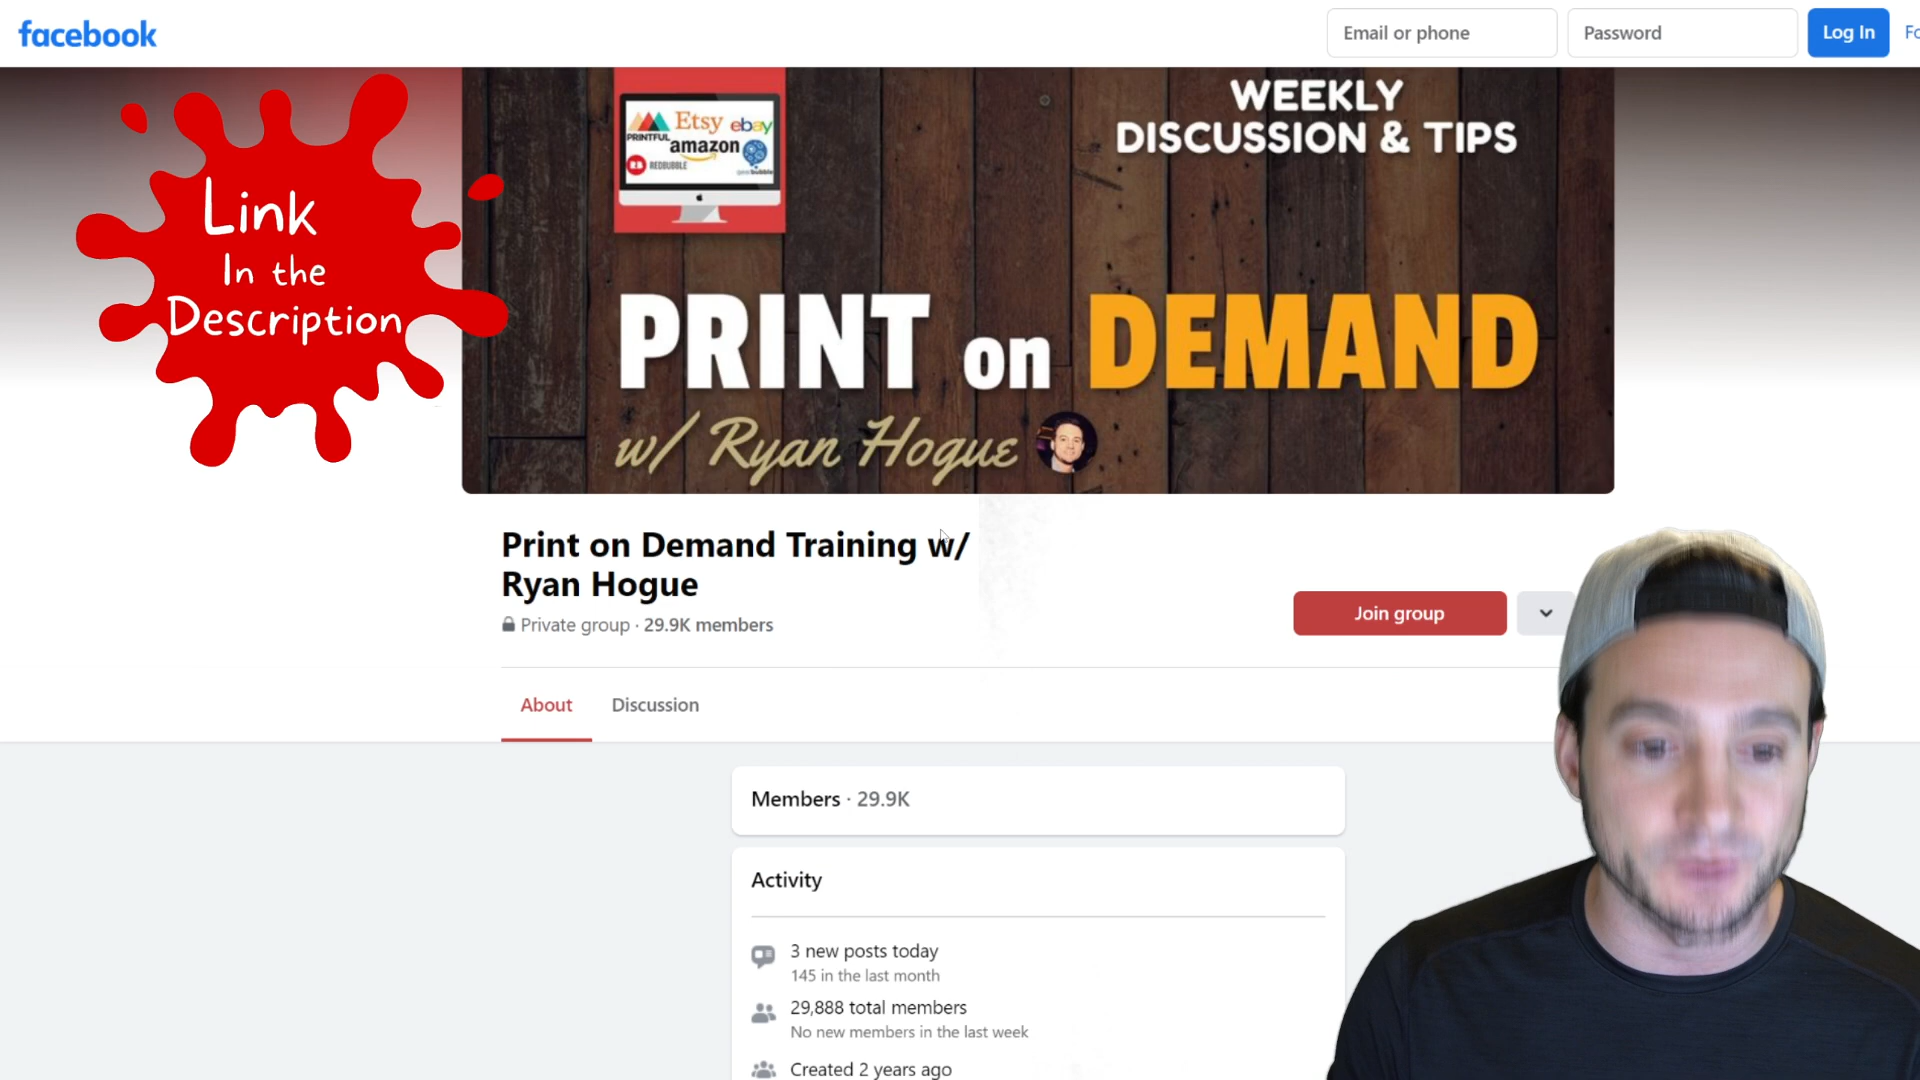 facebook
Email or phone
Password
Log In
Fo
Link
In the
Description
PRINTFUL
Etsy
ebay
amazon
RB REDBUBBLE
WEEKLY
DISCUSSION & TIPS
PRINT on DEMAND
w/ Ryan Hogue
Print on Demand Training w/
Ryan Hogue
Private group · 29.9K members
Join group
About
Discussion
Members · 29.9K
Activity
3 new posts today
145 in the last month
29,888 total members
No new members in the last week
Created 2 years ago